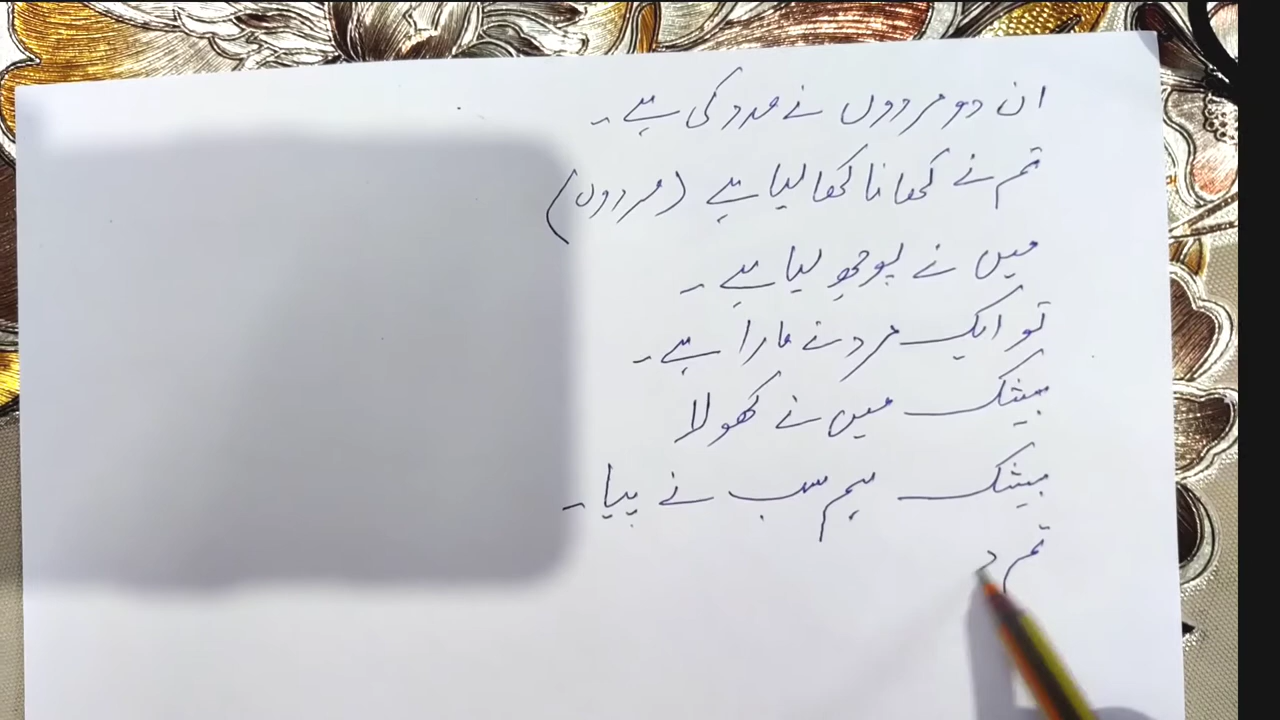 ان دو مردوں نے مدد کی ہے۔
تم نے کھانا کھا لیا ہے (مردوں)
میں نے پوچھ لیا ہے۔
تو ایک مرد نے مارا ہے۔
بیشک میں نے کھولا
بیشک ہم سب نے پیا۔
تم د